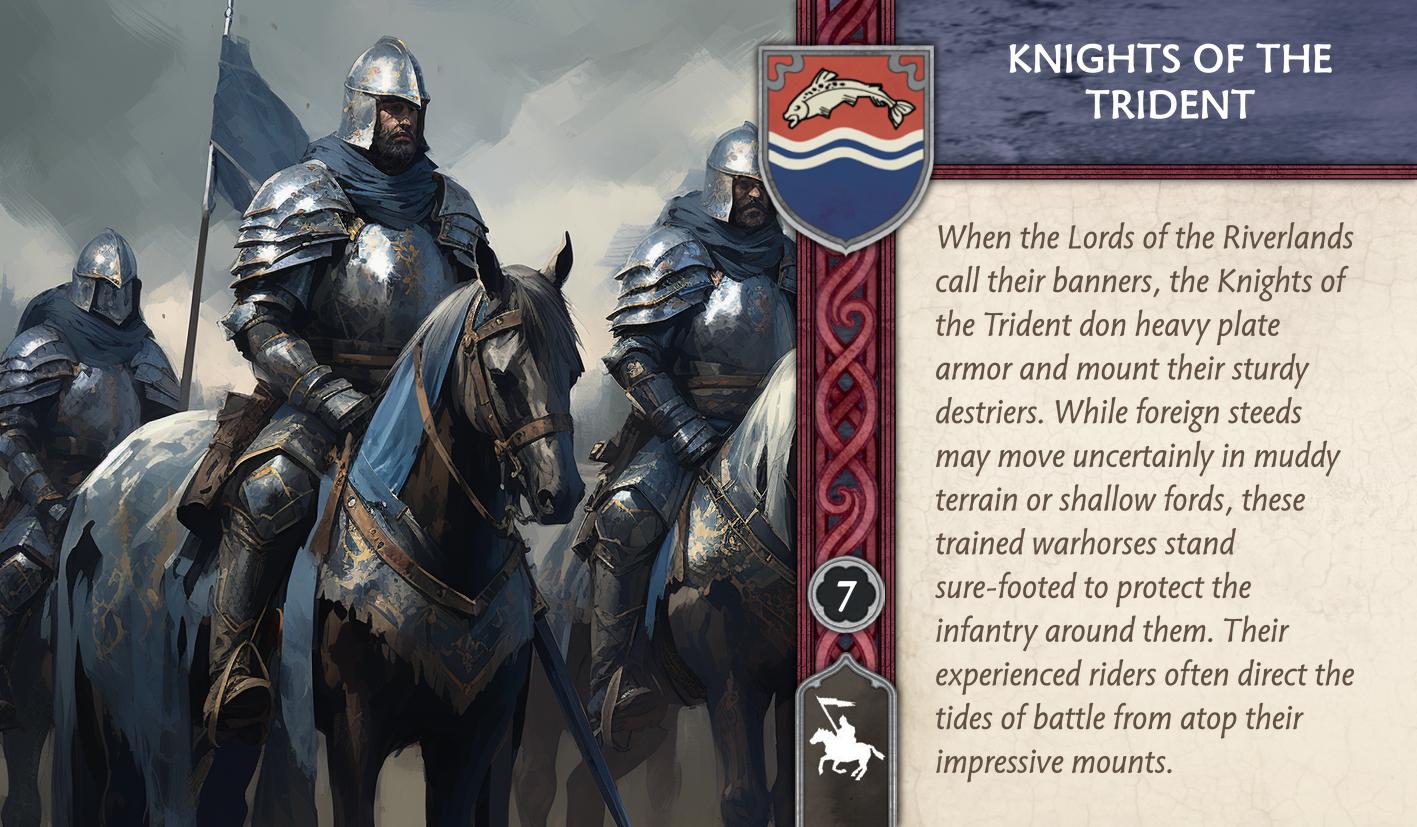 KNIGHTS OF THE
TRIDENT
When the Lords of the Riverlands
call their banners, the Knights of
the Trident don heavy plate
armor and mount their sturdy
destriers. While foreign steeds
may move uncertainly in muddy
terrain or shallow fords, these
trained warhorses stand
sure-footed to protect the
infantry around them. Their
experienced riders often direct the
tides of battle from atop their
impressive mounts.
7